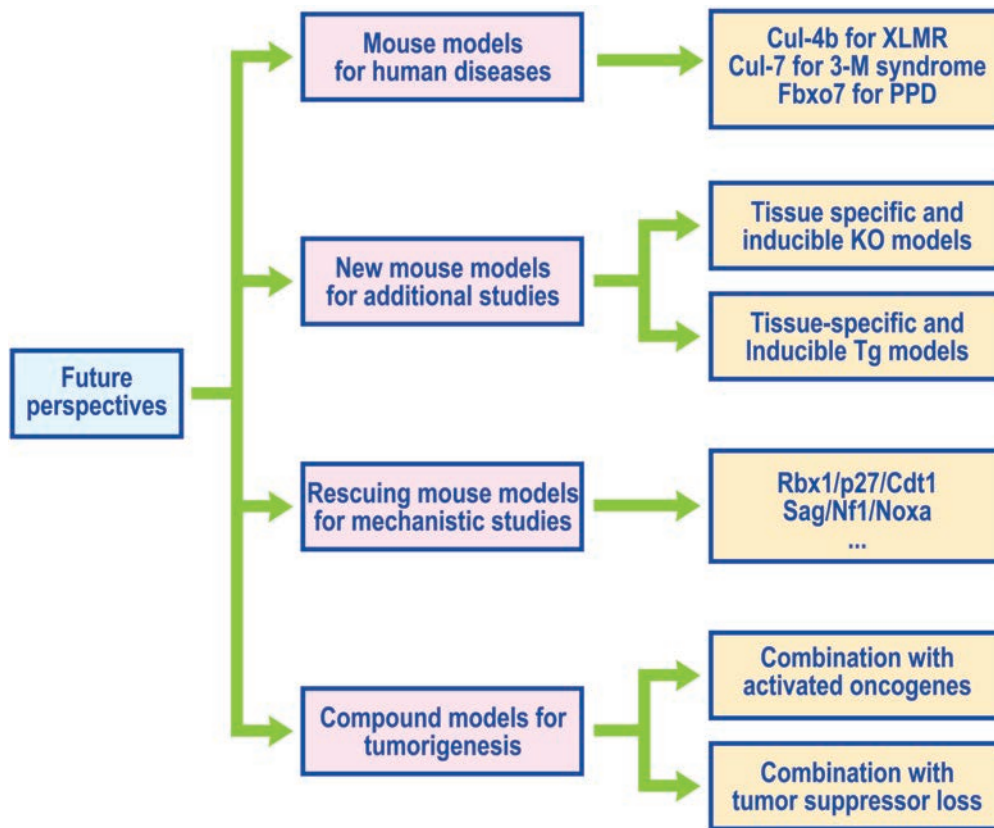 Future
perspectives
Mouse models
for human diseases
Cul-4b for XLMR
Cul-7 for 3-M syndrome
Fbxo7 for PPD
New mouse models
for additional studies
Tissue specific and
inducible KO models
Tissue-specific and
Inducible Tg models
Rescuing mouse models
for mechanistic studies
Rbx1/p27/Cdt1
Sag/Nf1/Noxa
...
Compound models for
tumorigenesis
Combination with
activated oncogenes
Combination with
tumor suppressor loss